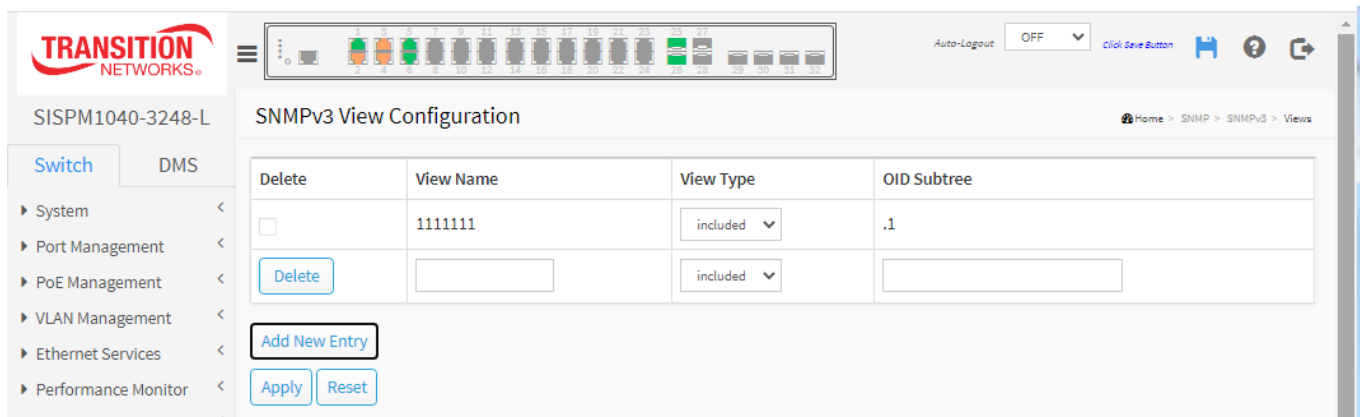 TRANSITION
NETWORKS®
1 3 5 7 9 11 13 15 17 19 21 23 25 27
2 4 6 8 10 12 14 16 18 20 22 24 26 28 29 30 31 32
Auto-Logout OFF Click Save Button
SISPM1040-3248-L
SNMPv3 View Configuration
Home > SNMP > SNMPv3 > Views
Switch DMS
System
Port Management
PoE Management
VLAN Management
Ethernet Services
Performance Monitor
Delete View Name View Type OID Subtree
1111111 included .1
Delete included
Add New Entry
Apply Reset